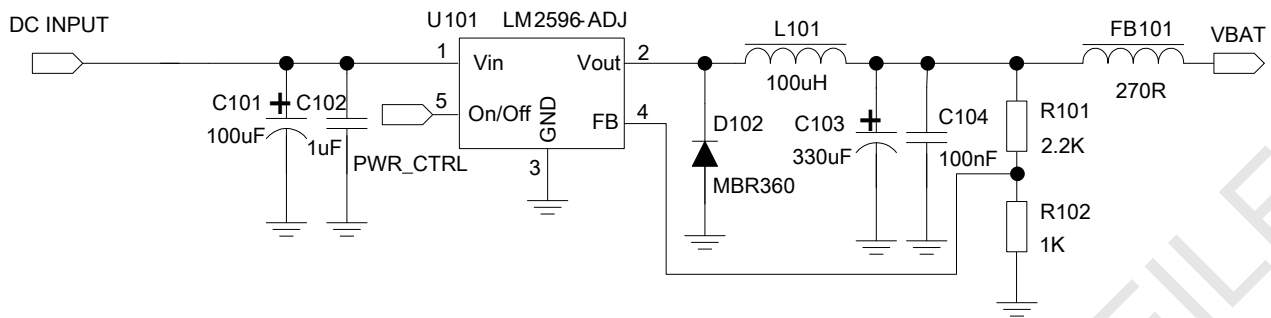 DC INPUT
U101 LM2596-ADJ
1
Vin
Vout
2
L101
100uH
FB101
270R
VBAT
C101
100uF
C102
1uF
5
On/Off
PWR_CTRL
GND
3
FB
4
D102
MBR360
C103
330uF
C104
100nF
R101
2.2K
R102
1K